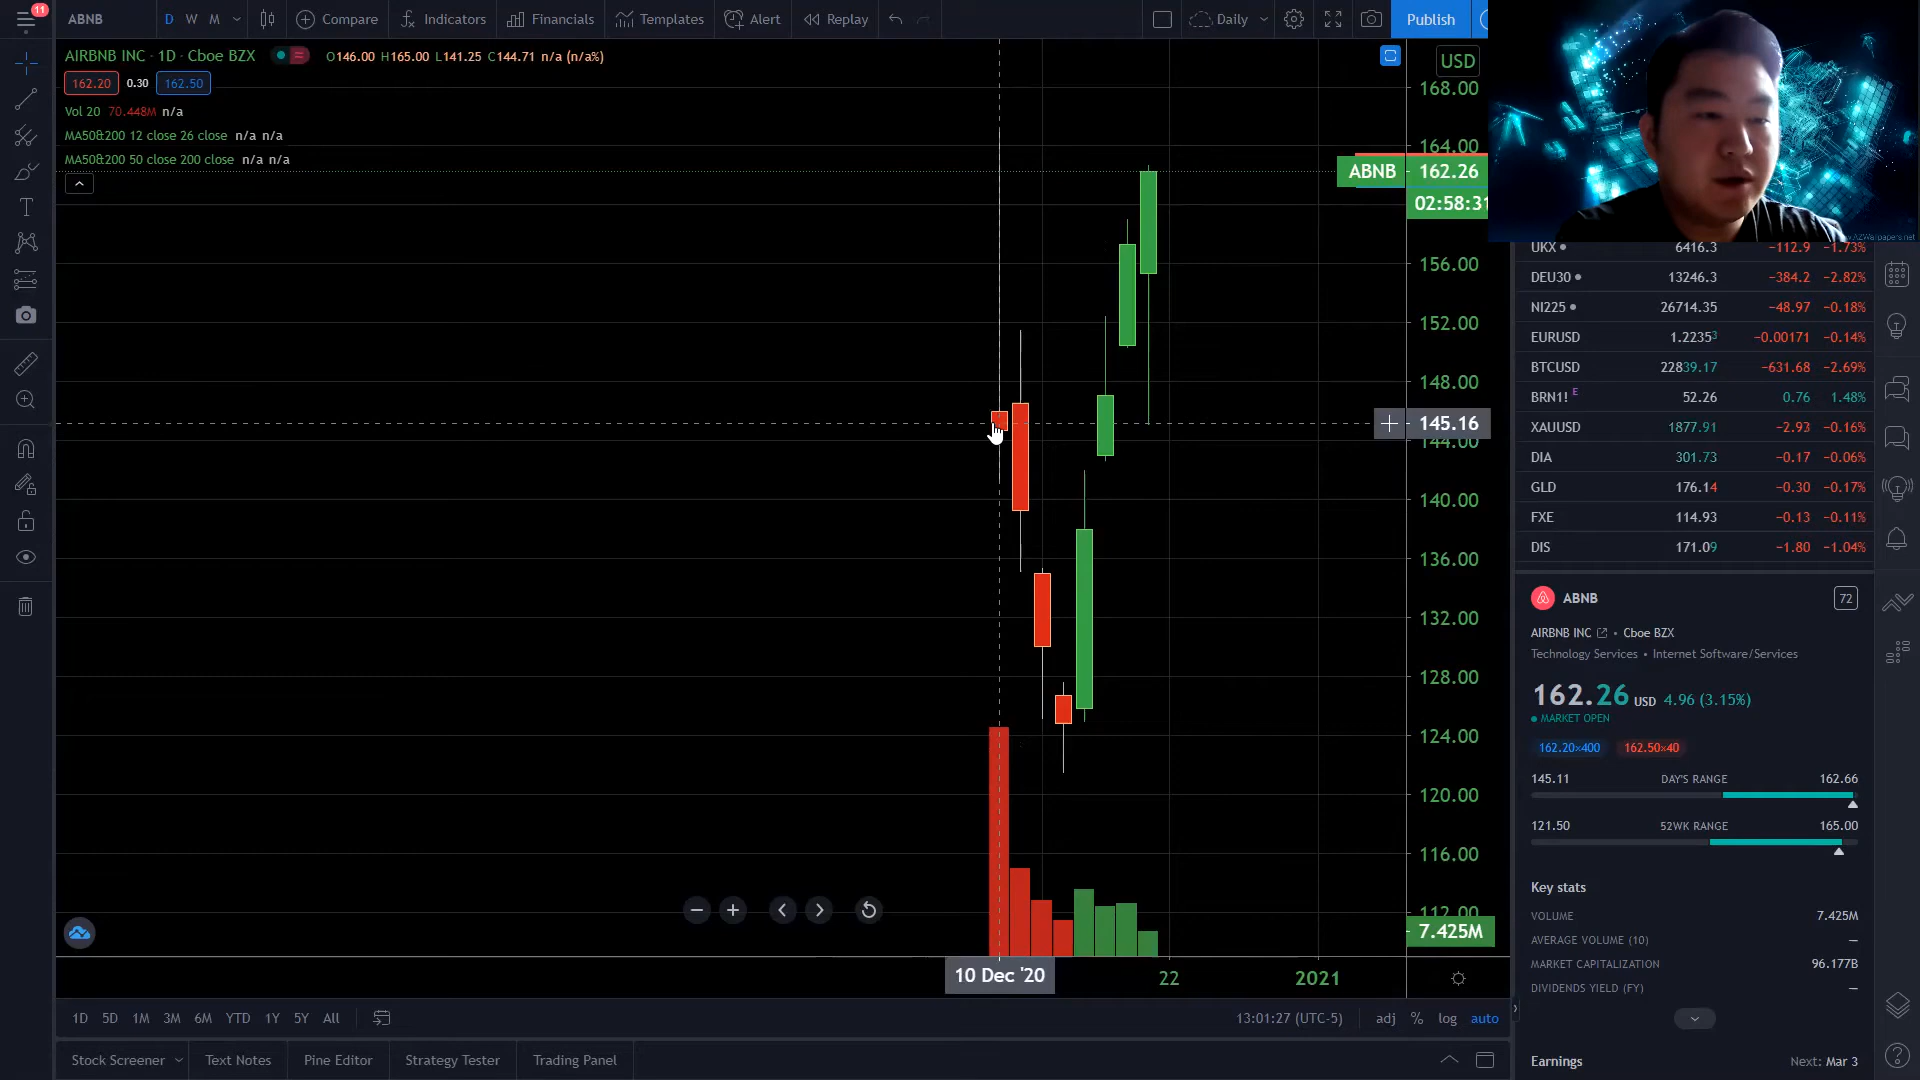 11
ABNB
D W M
Compare
Indicators
Financials
Templates
Alert
Replay
Daily
Publish
AIRBNB INC · 1D · Cboe BZX
O146.00 H165.00 L141.25 C144.71 n/a (n/a%)
162.20 0.30 162.50
Vol 20 70.448M n/a
MA50&200 12 close 26 close n/a n/a
MA50&200 50 close 200 close n/a n/a
USD
168.00
164.00
ABNB 162.26
02:58:31
156.00
152.00
148.00
145.16
144.00
140.00
136.00
132.00
128.00
124.00
120.00
116.00
112.00
7.425M
10 Dec '20
22
2021
UKX 6416.3 −112.9 −1.73%
DEU30 13246.3 −384.2 −2.82%
NI225 26714.35 −48.97 −0.18%
EURUSD 1.22353 −0.00171 −0.14%
BTCUSD 22839.17 −631.68 −2.69%
BRN1! E 52.26 0.76 1.48%
XAUUSD 1877.91 −2.93 −0.16%
DIA 301.73 −0.17 −0.06%
GLD 176.14 −0.30 −0.17%
FXE 114.93 −0.13 −0.11%
DIS 171.09 −1.80 −1.04%
ABNB
72
AIRBNB INC • Cboe BZX
Technology Services • Internet Software/Services
162.26 USD 4.96 (3.15%)
MARKET OPEN
162.20×400 162.50×40
145.11 DAY'S RANGE 162.66
121.50 52WK RANGE 165.00
Key stats
VOLUME 7.425M
AVERAGE VOLUME (10) —
MARKET CAPITALIZATION 96.177B
DIVIDENDS YIELD (FY) —
Earnings Next: Mar 3
1D 5D 1M 3M 6M YTD 1Y 5Y All
13:01:27 (UTC-5) adj % log auto
Stock Screener Text Notes Pine Editor Strategy Tester Trading Panel